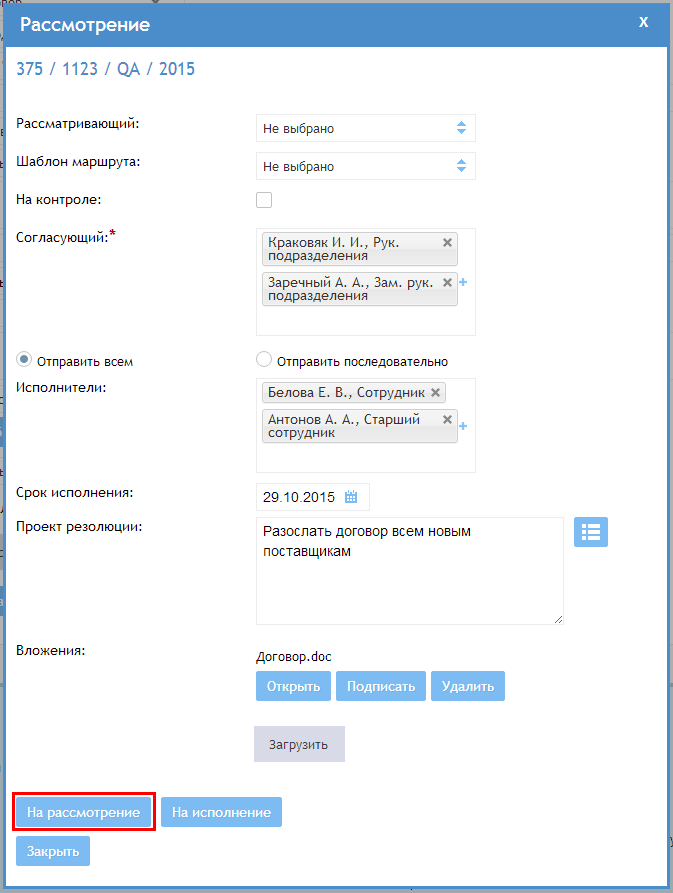 Рассмотрение
X
375 / 1123 / QA / 2015
Рассматривающий:
Не выбрано
Шаблон маршрута:
Не выбрано
На контроле:
Согласующий:*
Краковяк И. И., Рук.
подразделения
Заречный А. А., Зам. рук.
подразделения
Отправить всем
Отправить последовательно
Исполнители:
Белова Е. В., Сотрудник
Антонов А. А., Старший
сотрудник
Срок исполнения:
29.10.2015
Проект резолюции:
Разослать договор всем новым
поставщикам
Вложения:
Договор.doc
Открыть
Подписать
Удалить
Загрузить
На рассмотрение
На исполнение
Закрыть